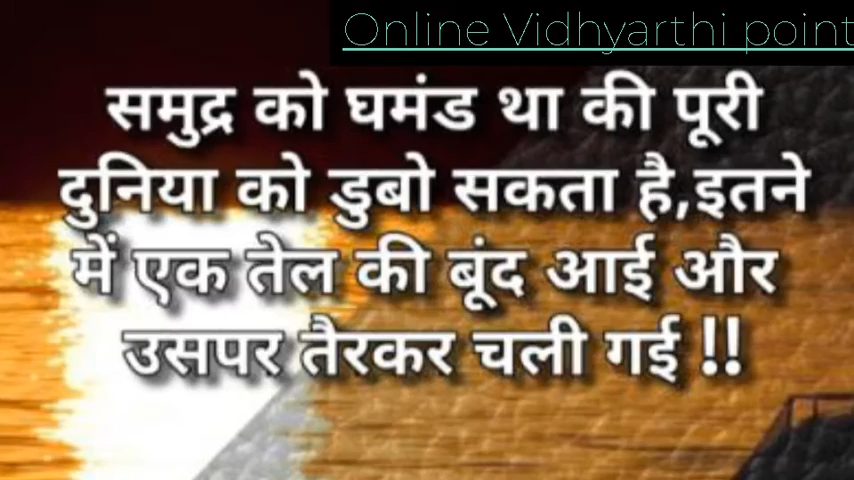 Online Vidhyarthi point
समुद्र को घमंड था की पूरी
दुनिया को डुबो सकता है,इतने
में एक तेल की बूंद आई और
उसपर तैरकर चली गई !!